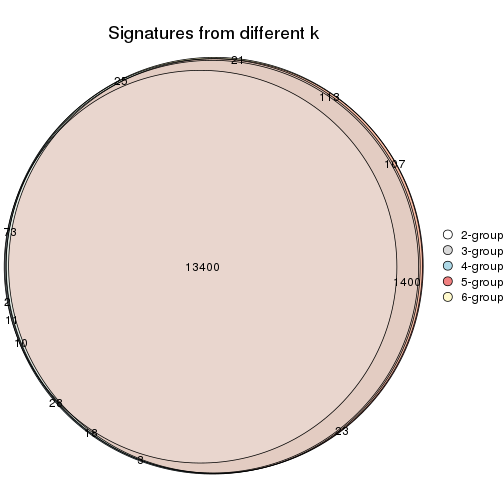 Signatures from different k
21
25
113
107
73
13400
1400
2
11
10
28
18
3
23
2-group
3-group
4-group
5-group
6-group